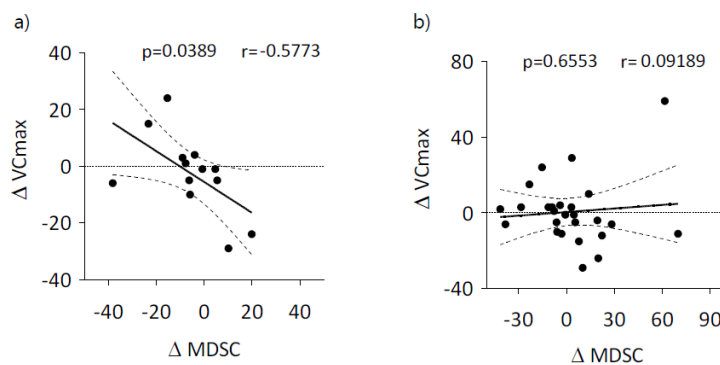 a)
p=0.0389 r=-0.5773
40
20
0
-20
-40
-40 -20 0 20 40
Δ VCmax
Δ MDSC
b)
p=0.6553 r= 0.09189
80
40
0
-40
-30 0 30 60 90
Δ VCmax
Δ MDSC